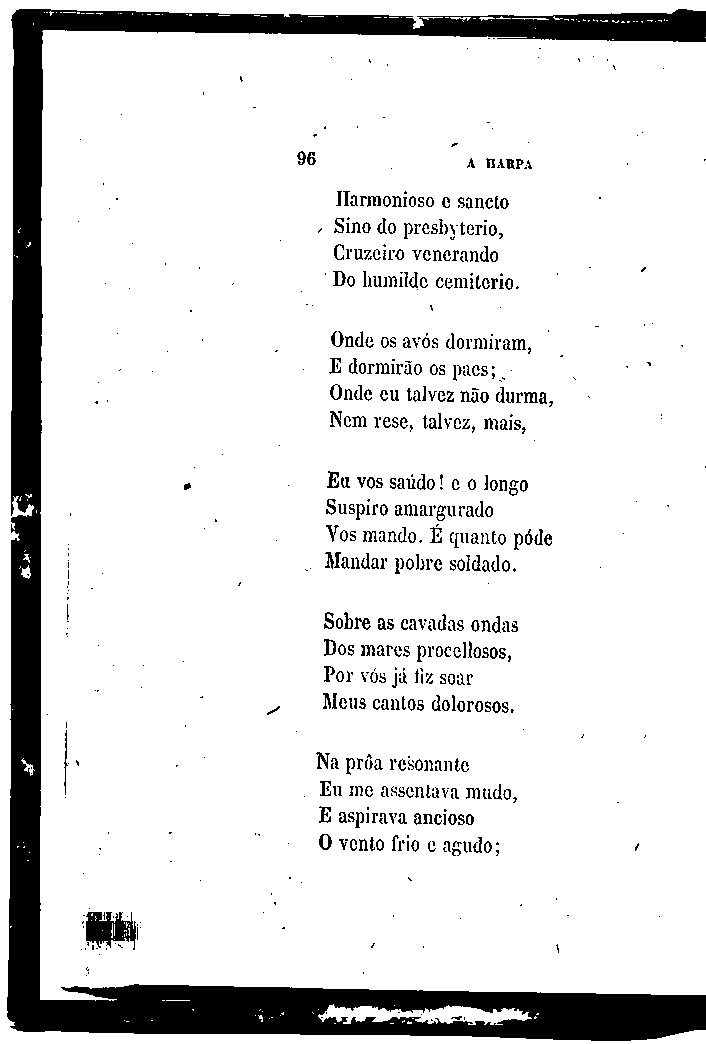 96 A HARPA
Harmonioso e sancto
Sino do presbyterio,
Cruzeiro venerando
Do humilde cemiterio.
Onde os avós dormiram,
E dormirão os paes;
Onde eu talvez não durma,
Nem rese, talvez, mais,
Eu vos saúdo! e o longo
Suspiro amargurado
Vos mando. É quanto póde
Mandar pobre soldado.
Sobre as cavadas ondas
Dos mares procellosos,
Por vós já fiz soar
Meus cantos dolorosos.
Na prôa resonante
Eu me assentava mudo,
E aspirava ancioso
O vento frio e agudo;